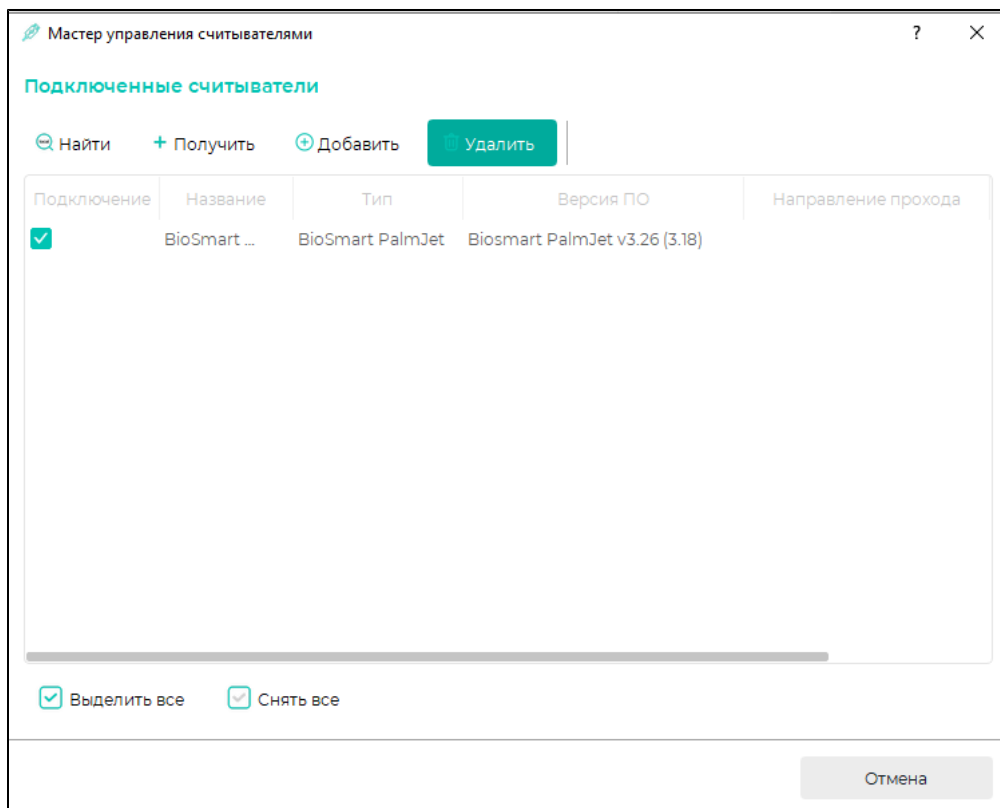 Мастер управления считывателями ?
Подключенные считыватели
Найти + Получить Добавить Удалить
Подключение Название Тип Версия ПО Направление прохода
BioSmart ... BioSmart PalmJet Biosmart PalmJet v3.26 (3.18)
Выделить все Снять все
Отмена